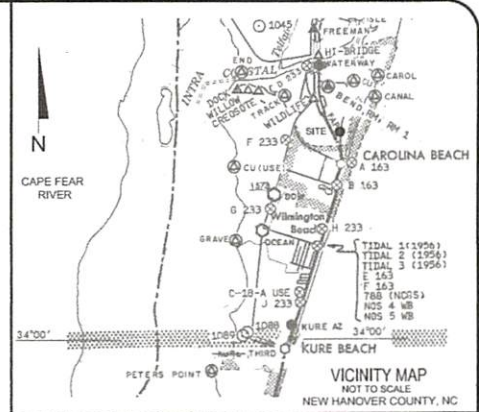 1045
FREEMAN
HI-BRIDGE
END
COASTAL
D 233
WATERWAY
INTRA
CUT
CAROL
DOCK
WILLOW
CREOSOTE
TRACK
WILDLIFE
BEND, RM, RM 1
CANAL
N
SITE
F 233
CAROLINA BEACH
CAPE FEAR
RIVER
A 163
CU (USE)
B 163
DOW
G 233
Wilmington
Beach
H 233
GRAVE
OCEAN
TIDAL 1 (1956)
TIDAL 2 (1956)
TIDAL 3 (1956)
E 163
F 163
788 (NCGS)
NOS 4 WB
NOS 5 WB
C-18-A USE
J 233
34°00'
1089
1088
KURE AZ
34°00'
THIRD
KURE BEACH
PETERS POINT
VICINITY MAP
NOT TO SCALE
NEW HANOVER COUNTY, NC